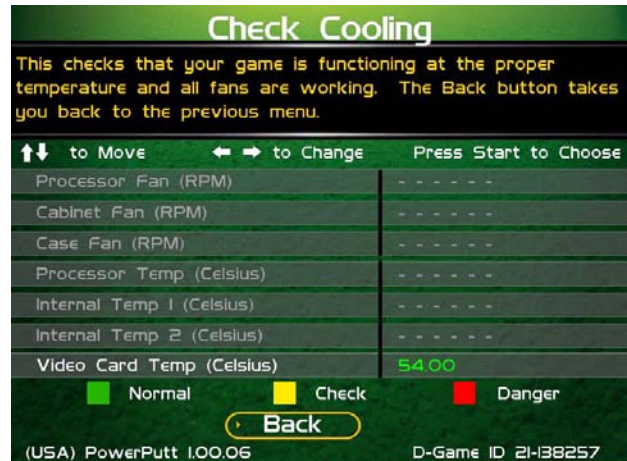 Check Cooling
This checks that your game is functioning at the proper
temperature and all fans are working. The Back button takes
you back to the previous menu.
to Move to Change Press Start to Choose
Processor Fan (RPM) - - - - - -
Cabinet Fan (RPM) - - - - - -
Case Fan (RPM) - - - - - -
Processor Temp (Celsius) - - - - - -
Internal Temp 1 (Celsius) - - - - - -
Internal Temp 2 (Celsius) - - - - - -
Video Card Temp (Celsius) 54.00
Normal Check Danger
Back
(USA) PowerPutt 1.00.06 D-Game ID 21-138257